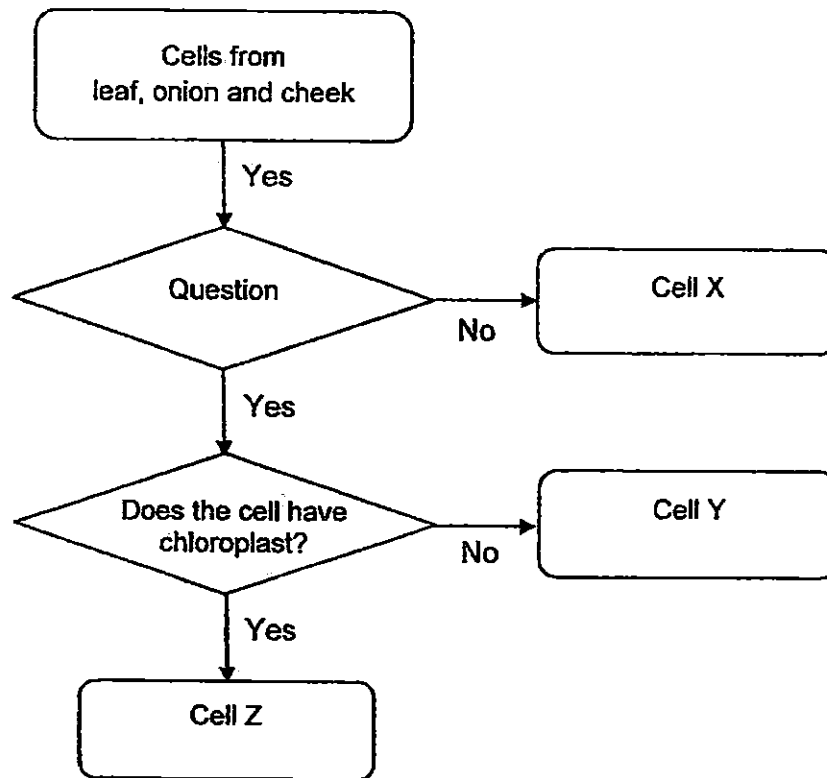 Cells from
leaf, onion and cheek
Yes
Question
No
Cell X
Yes
Does the cell have
chloroplast?
No
Cell Y
Yes
Cell Z